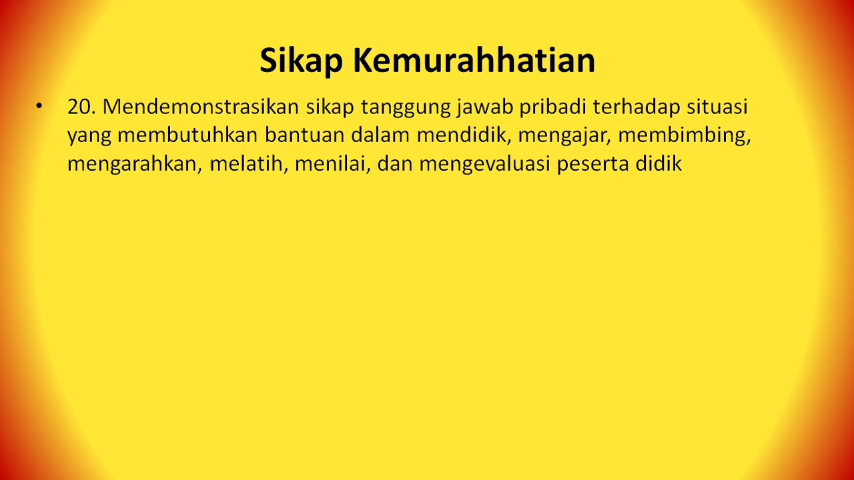 Sikap Kemurahhatian
• 20. Mendemonstrasikan sikap tanggung jawab pribadi terhadap situasi
yang membutuhkan bantuan dalam mendidik, mengajar, membimbing,
mengarahkan, melatih, menilai, dan mengevaluasi peserta didik